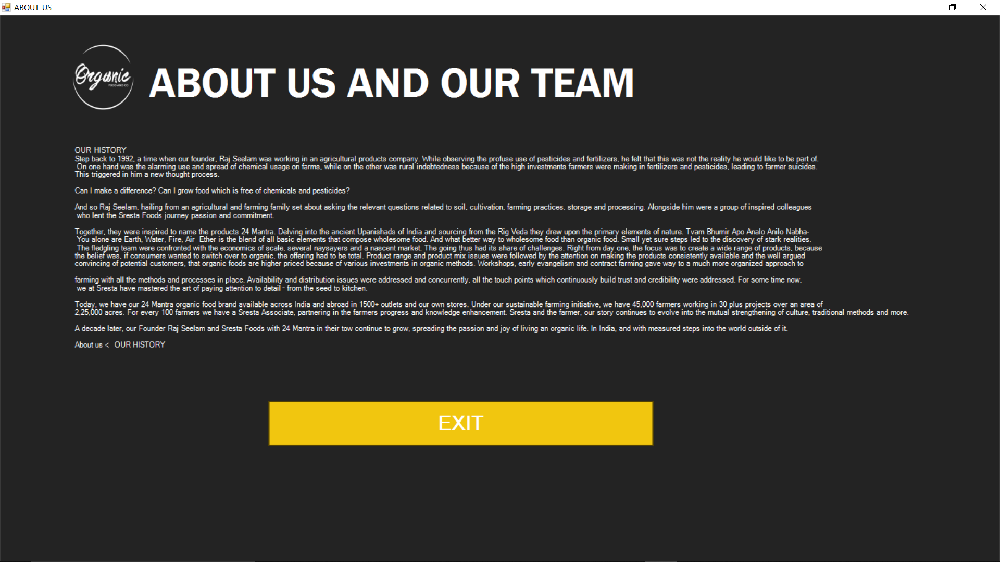 ABOUT_US
Organic
FOOD AND CO
ABOUT US AND OUR TEAM
OUR HISTORY
Step back to 1992, a time when our founder, Raj Seelam was working in an agricultural products company. While observing the profuse use of pesticides and fertilizers, he felt that this was not the reality he would like to be part of.
On one hand was the alarming use and spread of chemical usage on farms, while on the other was rural indebtedness because of the high investments farmers were making in fertilizers and pesticides, leading to farmer suicides.
This triggered in him a new thought process.
Can I make a difference? Can I grow food which is free of chemicals and pesticides?
And so Raj Seelam, hailing from an agricultural and farming family set about asking the relevant questions related to soil, cultivation, farming practices, storage and processing. Alongside him were a group of inspired colleagues
who lent the Sresta Foods journey passion and commitment.
Together, they were inspired to name the products 24 Mantra. Delving into the ancient Upanishads of India and sourcing from the Rig Veda they drew upon the primary elements of nature. Tvam Bhumir Apo Analo Anilo Nabha-
You alone are Earth, Water, Fire, Air  Ether is the blend of all basic elements that compose wholesome food. And what better way to wholesome food than organic food. Small yet sure steps led to the discovery of stark realities.
The fledgling team were confronted with the economics of scale, several naysayers and a nascent market. The going thus had its share of challenges. Right from day one, the focus was to create a wide range of products, because
the belief was, if consumers wanted to switch over to organic, the offering had to be total. Product range and product mix issues were followed by the attention on making the products consistently available and the well argued
convincing of potential customers, that organic foods are higher priced because of various investments in organic methods. Workshops, early evangelism and contract farming gave way to a much more organized approach to
farming with all the methods and processes in place. Availability and distribution issues were addressed and concurrently, all the touch points which continuously build trust and credibility were addressed. For some time now,
we at Sresta have mastered the art of paying attention to detail - from the seed to kitchen.
Today, we have our 24 Mantra organic food brand available across India and abroad in 1500+ outlets and our own stores. Under our sustainable farming initiative, we have 45,000 farmers working in 30 plus projects over an area of
2,25,000 acres. For every 100 farmers we have a Sresta Associate, partnering in the farmers progress and knowledge enhancement. Sresta and the farmer, our story continues to evolve into the mutual strengthening of culture, traditional methods and more.
A decade later, our Founder Raj Seelam and Sresta Foods with 24 Mantra in their tow continue to grow, spreading the passion and joy of living an organic life. In India, and with measured steps into the world outside of it.
About us <  OUR HISTORY
EXIT